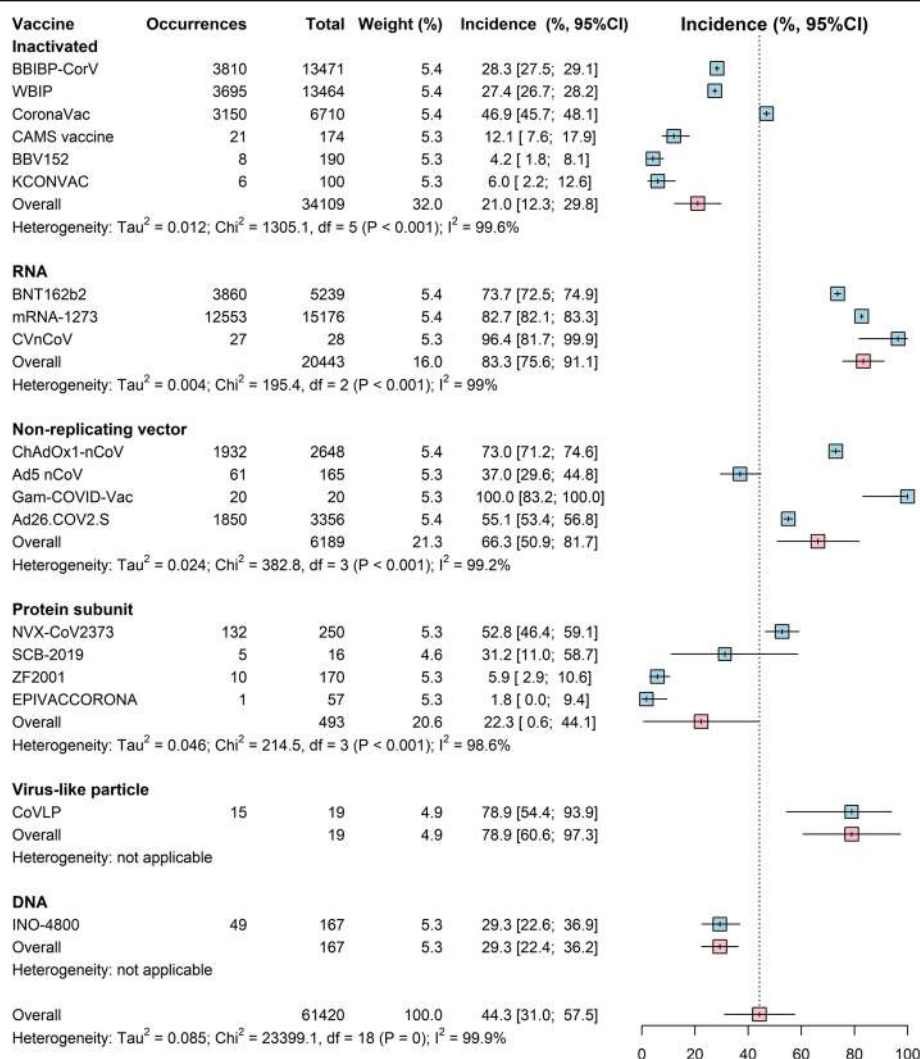 Vaccine Occurrences Total Weight (%) Incidence (%, 95%CI) Incidence (%, 95%CI)
Inactivated
BBIBP-CorV 3810 13471 5.4 28.3 [27.5; 29.1]
WBIP 3695 13464 5.4 27.4 [26.7; 28.2]
CoronaVac 3150 6710 5.4 46.9 [45.7; 48.1]
CAMS vaccine 21 174 5.3 12.1 [ 7.6; 17.9]
BBV152 8 190 5.3 4.2 [ 1.8; 8.1]
KCONVAC 6 100 5.3 6.0 [ 2.2; 12.6]
Overall 34109 32.0 21.0 [12.3; 29.8]
Heterogeneity: Tau² = 0.012; Chi² = 1305.1, df = 5 (P < 0.001); I² = 99.6%
RNA
BNT162b2 3860 5239 5.4 73.7 [72.5; 74.9]
mRNA-1273 12553 15176 5.4 82.7 [82.1; 83.3]
CVnCoV 27 28 5.3 96.4 [81.7; 99.9]
Overall 20443 16.0 83.3 [75.6; 91.1]
Heterogeneity: Tau² = 0.004; Chi² = 195.4, df = 2 (P < 0.001); I² = 99%
Non-replicating vector
ChAdOx1-nCoV 1932 2648 5.4 73.0 [71.2; 74.6]
Ad5 nCoV 61 165 5.3 37.0 [29.6; 44.8]
Gam-COVID-Vac 20 20 5.3 100.0 [83.2; 100.0]
Ad26.COV2.S 1850 3356 5.4 55.1 [53.4; 56.8]
Overall 6189 21.3 66.3 [50.9; 81.7]
Heterogeneity: Tau² = 0.024; Chi² = 382.8, df = 3 (P < 0.001); I² = 99.2%
Protein subunit
NVX-CoV2373 132 250 5.3 52.8 [46.4; 59.1]
SCB-2019 5 16 4.6 31.2 [11.0; 58.7]
ZF2001 10 170 5.3 5.9 [ 2.9; 10.6]
EPIVACCORONA 1 57 5.3 1.8 [ 0.0; 9.4]
Overall 493 20.6 22.3 [ 0.6; 44.1]
Heterogeneity: Tau² = 0.046; Chi² = 214.5, df = 3 (P < 0.001); I² = 98.6%
Virus-like particle
CoVLP 15 19 4.9 78.9 [54.4; 93.9]
Overall 19 4.9 78.9 [60.6; 97.3]
Heterogeneity: not applicable
DNA
INO-4800 49 167 5.3 29.3 [22.6; 36.9]
Overall 167 5.3 29.3 [22.4; 36.2]
Heterogeneity: not applicable
Overall 61420 100.0 44.3 [31.0; 57.5]
Heterogeneity: Tau² = 0.085; Chi² = 23399.1, df = 18 (P = 0); I² = 99.9%
0 20 40 60 80 100